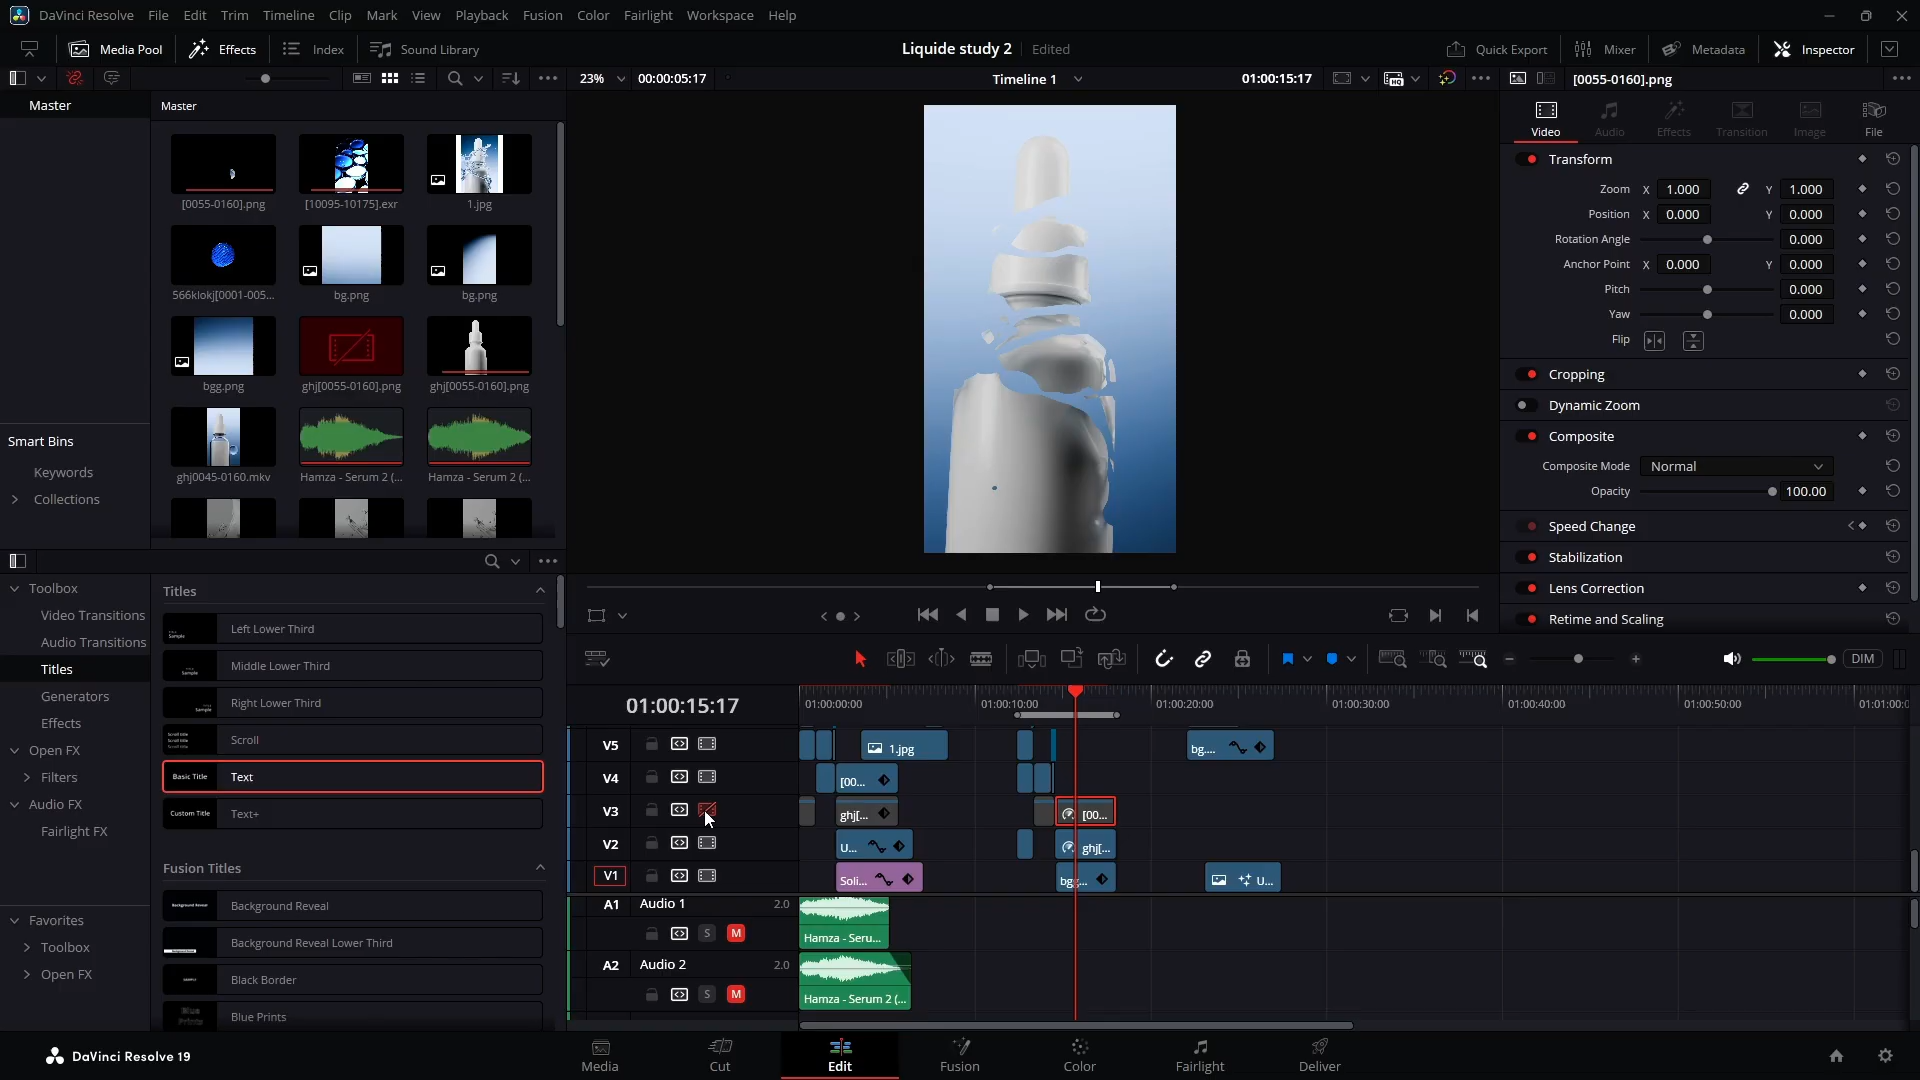 DaVinci Resolve File Edit Trim Timeline Clip Mark View Playback Fusion Color Fairlight Workspace Help
Media Pool Effects Index Sound Library Liquide study 2 Edited Quick Export Mixer Metadata Inspector
23% 00:00:05:17 Timeline 1 01:00:15:17 [0055-0160].png
Master Master
Video Audio Effects Transition Image File
Transform
[0055-0160].png [10095-10175].exr 1.jpg
Zoom X 1.000 Y 1.000
Position X 0.000 Y 0.000
Rotation Angle 0.000
Anchor Point X 0.000 Y 0.000
566klokj[0001-005... bg.png bg.png
Pitch 0.000
Yaw 0.000
Flip
bgg.png ghj[0055-0160].png ghj[0055-0160].png
Cropping
Dynamic Zoom
Composite
Composite Mode Normal
Opacity 100.00
Smart Bins
Keywords
Collections
ghj0045-0160.mkv Hamza - Serum 2 (... Hamza - Serum 2 (...
Speed Change
Stabilization
Lens Correction
Retime and Scaling
Toolbox
Video Transitions
Audio Transitions
Titles
Generators
Effects
Open FX
Filters
Audio FX
Fairlight FX
Favorites
Toolbox
Open FX
Titles
Sample Left Lower Third
Sample Middle Lower Third
Sample Right Lower Third
Scroll
Basic Title Text
Custom Title Text+
Fusion Titles
Background Reveal
Background Reveal Lower Third
Black Border
Blue Prints Blue Prints
DIM
01:00:15:17 01:00:00:00 01:00:10:00 01:00:20:00 01:00:30:00 01:00:40:00 01:00:50:00 01:01:00:0
V5 1.jpg bg....
V4 [00...
V3 ghj[... [00...
V2 U... ghj[...
V1 Soli... bgg... U...
A1 Audio 1 2.0
S M Hamza - Seru...
A2 Audio 2 2.0
S M Hamza - Serum 2 (...
DaVinci Resolve 19 Media Cut Edit Fusion Color Fairlight Deliver